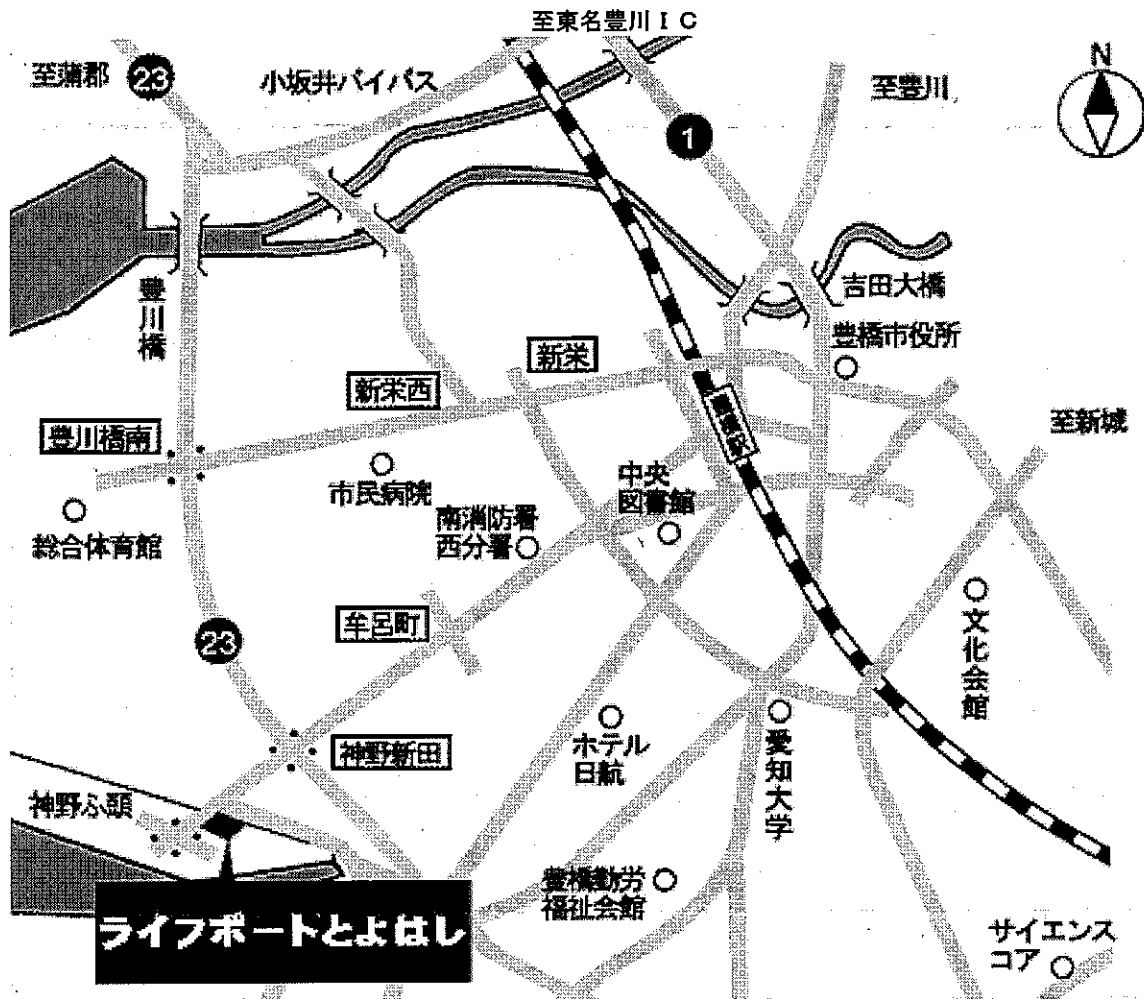 至東名豊川ＩＣ
N
至蒲郡
23
小坂井バイパス
至豊川
1
豊川橋
吉田大橋
豊橋市役所
新栄
新栄西
豊橋駅
至新城
豊川橋南
市民病院
中央
図書館
総合体育館
南消防署
西分署
牟呂町
23
文化会館
神野新田
ホテル
日航
愛知大学
神野ふ頭
豊橋勤労
福祉会館
ライフポートとよはし
サイエンス
コア